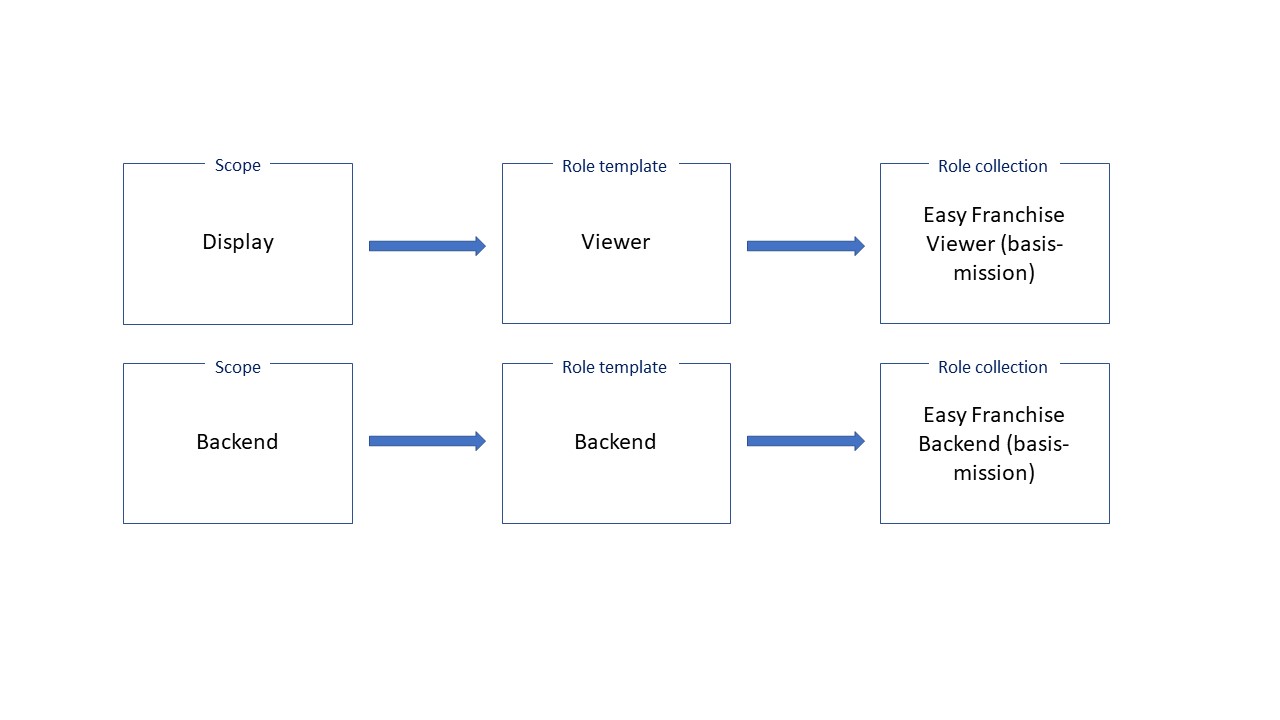 Scope
Role template
Role collection
Display
Viewer
Easy Franchise
Viewer (basis-
mission)
Scope
Role template
Role collection
Backend
Backend
Easy Franchise
Backend (basis-
mission)